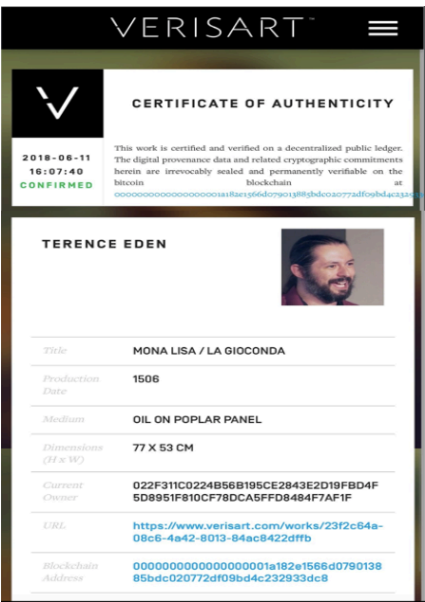 VERISART™
CERTIFICATE OF AUTHENTICITY
2018-06-11
16:07:40
CONFIRMED
This work is certified and verified on a decentralized public ledger.
The digital provenance data and related cryptographic commitments
herein are irrevocably sealed and permanently verifiable on the
bitcoin blockchain at
TERENCE EDEN
Title MONA LISA / LA GIOCONDA
Production Date 1506
Medium OIL ON POPLAR PANEL
Dimensions (H x W) 77 X 53 CM
Current Owner 022F311C0224B56B195CE2843E2D19FBD4F
5D8951F810CF78DCA5FFD8484F7AF1F
URL https://www.verisart.com/works/23f2c64a-
08c6-4a42-8013-84ac8422dffb
Blockchain Address 0000000000000000001a182e1566d0790138
85bdc020772df09bd4c232933dc8